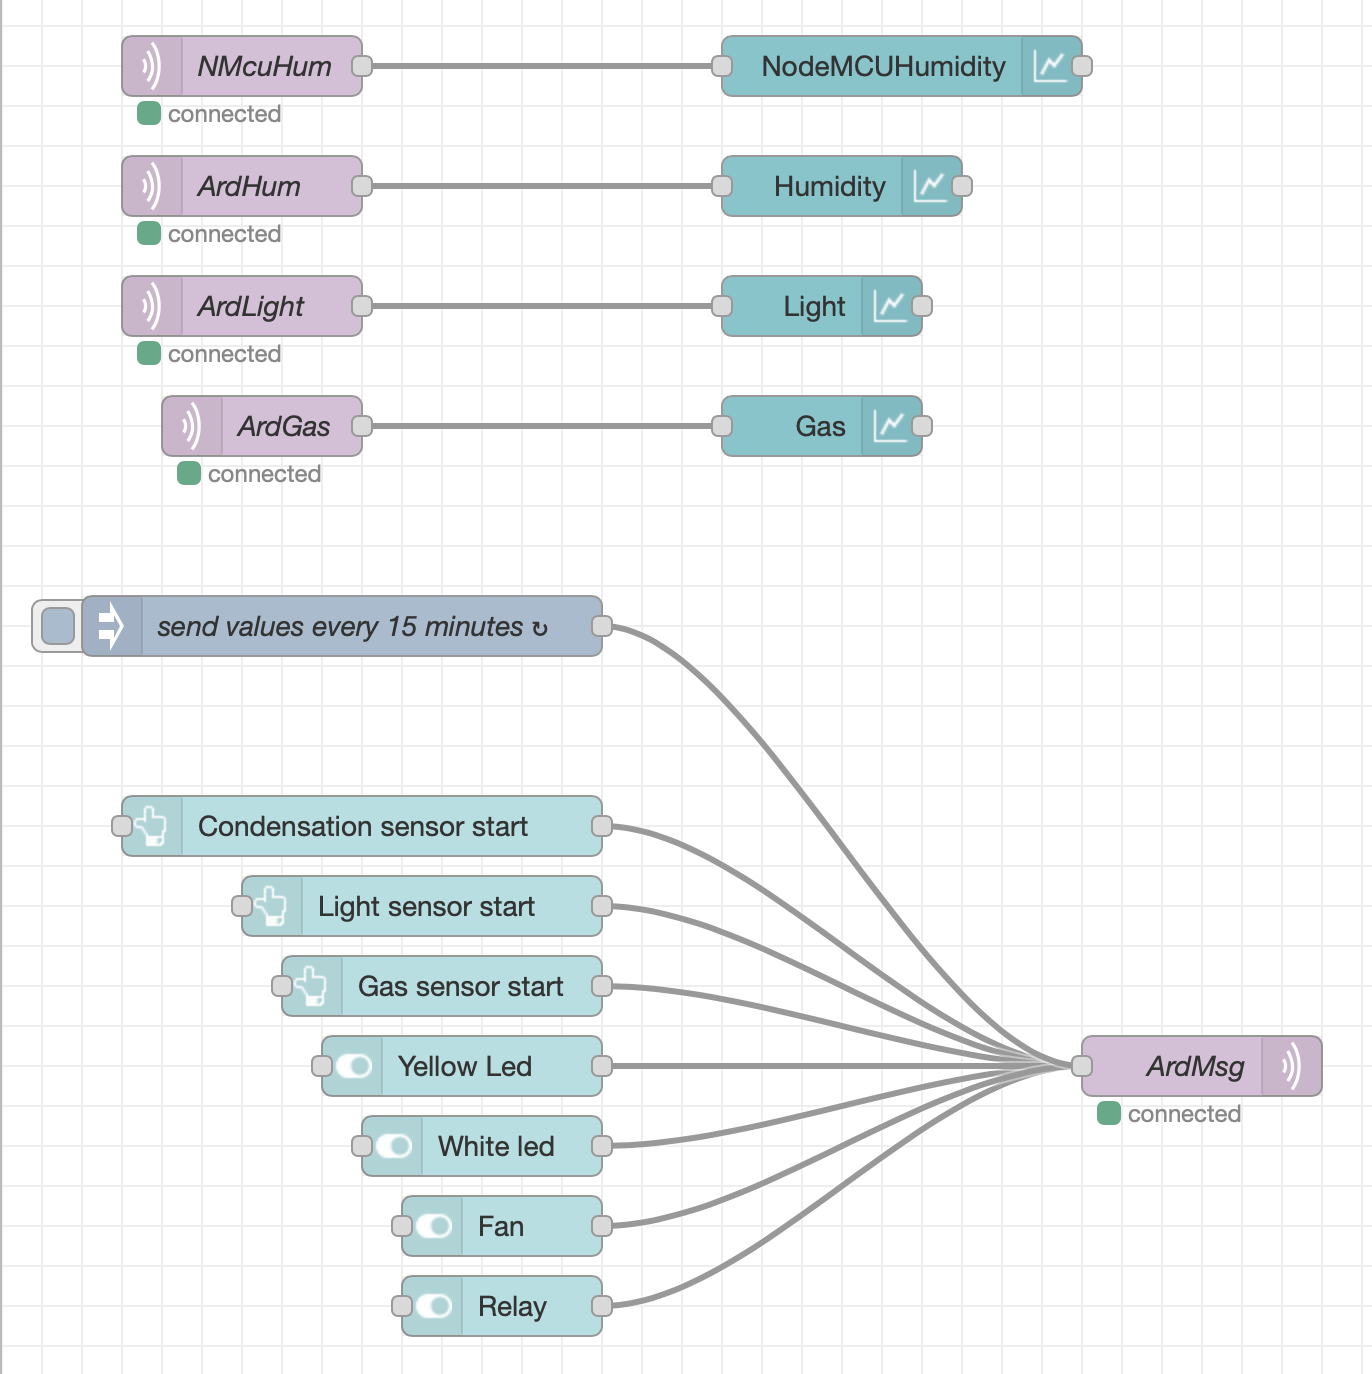 NMcuHum
NodeMCUHumidity
connected
ArdHum
Humidity
connected
ArdLight
Light
connected
ArdGas
Gas
connected
send values every 15 minutes ↻
Condensation sensor start
Light sensor start
Gas sensor start
Yellow Led
ArdMsg
connected
White led
Fan
Relay